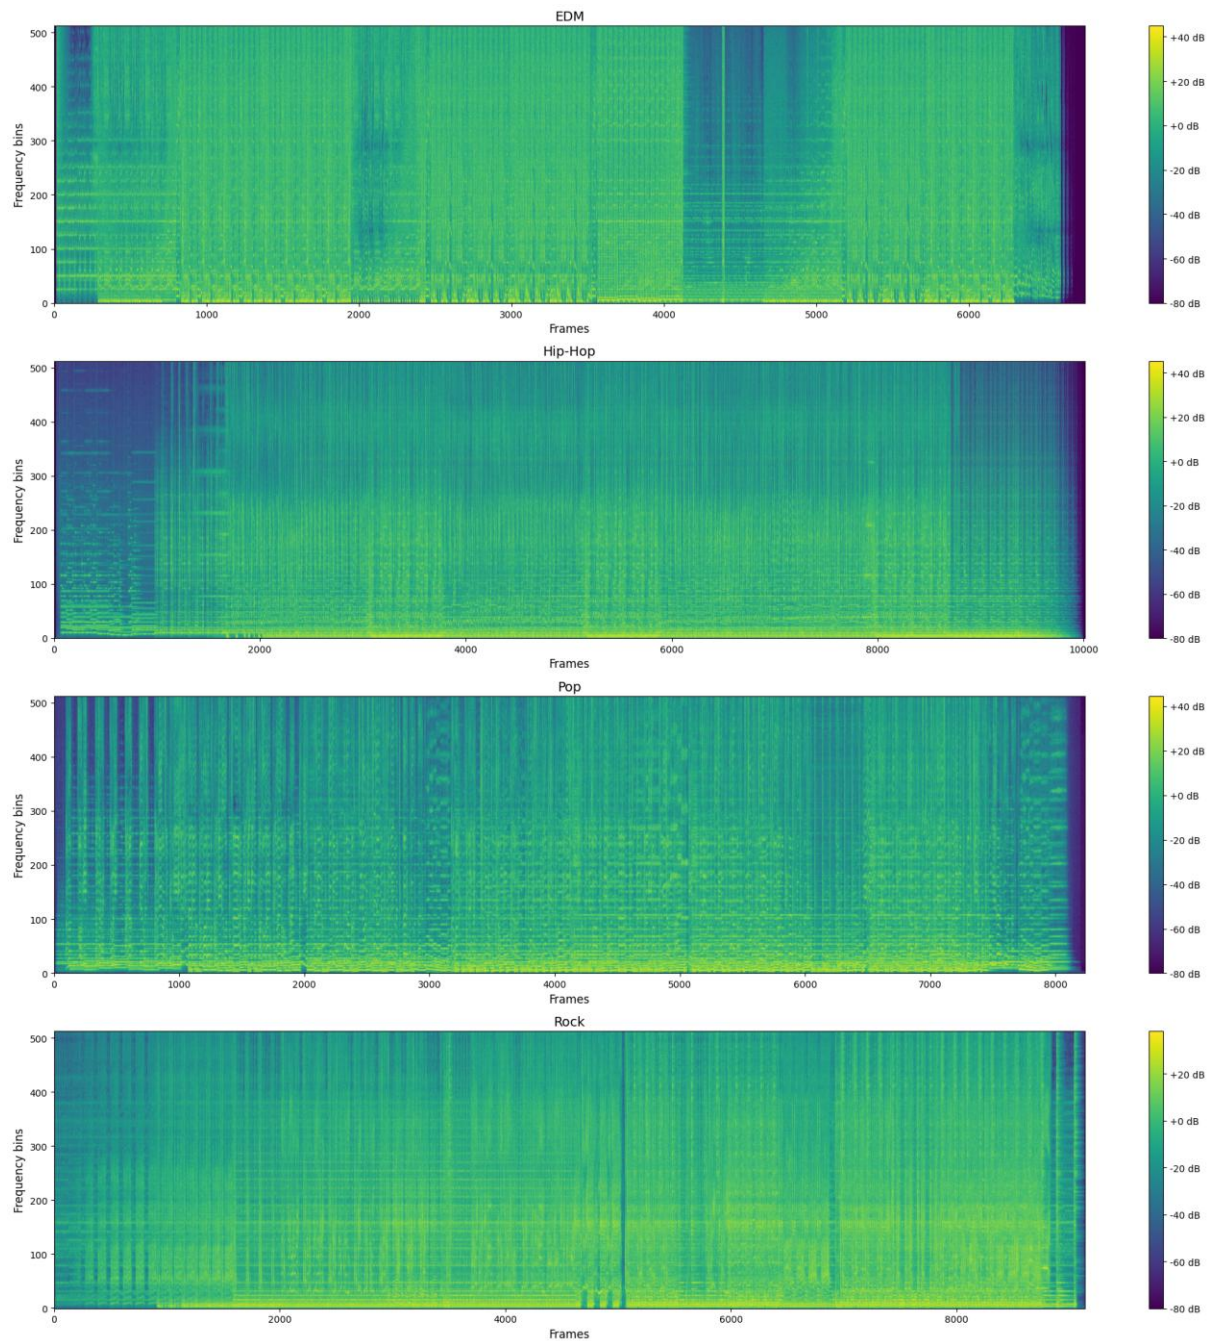 EDM
500
400
300
200
100
0
Frequency bins
0 1000 2000 3000 4000 5000 6000
Frames
+40 dB
+20 dB
+0 dB
-20 dB
-40 dB
-60 dB
-80 dB
Hip-Hop
500
400
300
200
100
0
Frequency bins
0 2000 4000 6000 8000 10000
Frames
+40 dB
+20 dB
+0 dB
-20 dB
-40 dB
-60 dB
-80 dB
Pop
500
400
300
200
100
0
Frequency bins
0 1000 2000 3000 4000 5000 6000 7000 8000
Frames
+40 dB
+20 dB
+0 dB
-20 dB
-40 dB
-60 dB
-80 dB
Rock
500
400
300
200
100
0
Frequency bins
0 2000 4000 6000 8000
Frames
+20 dB
+0 dB
-20 dB
-40 dB
-60 dB
-80 dB